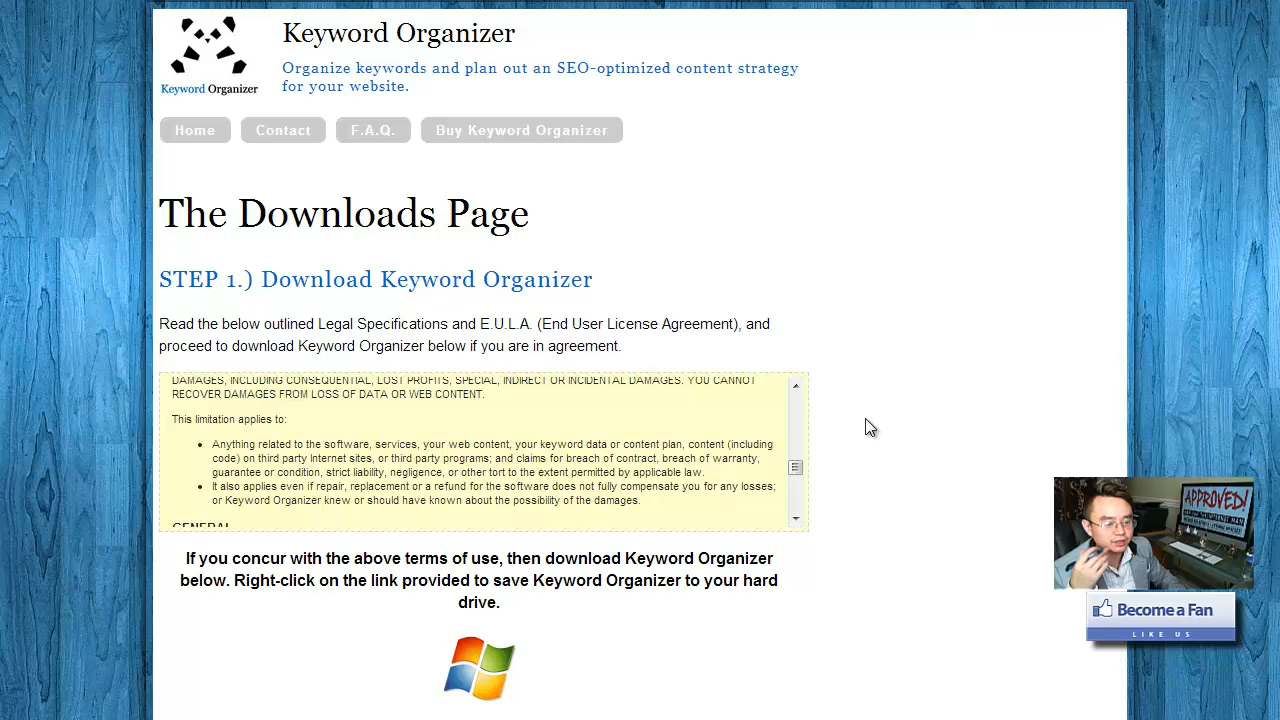 Keyword Organizer
Keyword Organizer
Organize keywords and plan out an SEO-optimized content strategy
for your website.
Home Contact F.A.Q. Buy Keyword Organizer
The Downloads Page
STEP 1.) Download Keyword Organizer
Read the below outlined Legal Specifications and E.U.L.A. (End User License Agreement), and
proceed to download Keyword Organizer below if you are in agreement.
DAMAGES, INCLUDING CONSEQUENTIAL, LOST PROFITS, SPECIAL, INDIRECT OR INCIDENTAL DAMAGES. YOU CANNOT
RECOVER DAMAGES FROM LOSS OF DATA OR WEB CONTENT.
This limitation applies to:
Anything related to the software, services, your web content, your keyword data or content plan, content (including
code) on third party Internet sites, or third party programs; and claims for breach of contract, breach of warranty,
guarantee or condition, strict liability, negligence, or other tort to the extent permitted by applicable law.
It also applies even if repair, replacement or a refund for the software does not fully compensate you for any losses;
or Keyword Organizer knew or should have known about the possibility of the damages.
GENERAL
If you concur with the above terms of use, then download Keyword Organizer
below. Right-click on the link provided to save Keyword Organizer to your hard
drive.
APPROVED!
Become a Fan
LIKE US